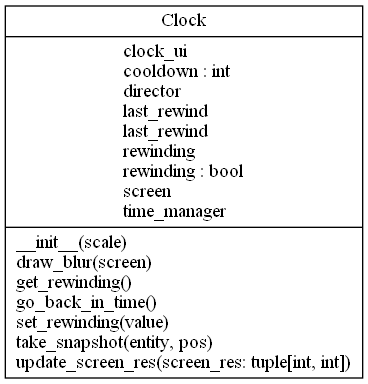 Clock
clock_ui
cooldown : int
director
last_rewind
last_rewind
rewinding
rewinding : bool
screen
time_manager
__init__(scale)
draw_blur(screen)
get_rewinding()
go_back_in_time()
set_rewinding(value)
take_snapshot(entity, pos)
update_screen_res(screen_res: tuple[int, int])